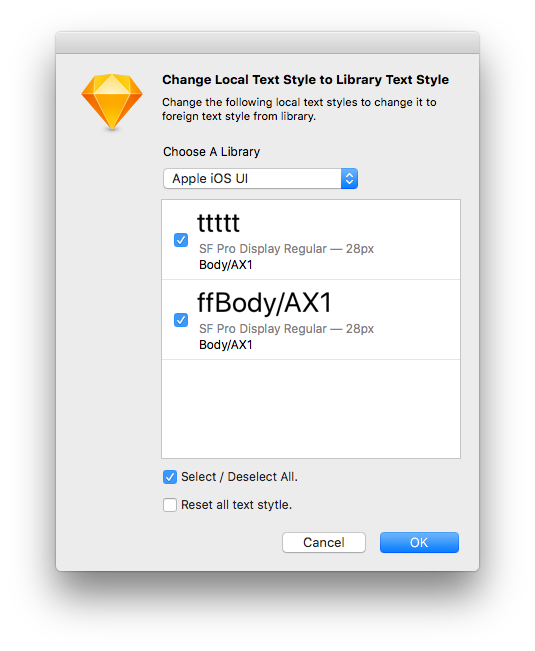 Change Local Text Style to Library Text Style
Change the following local text styles to change it to
foreign text style from library.
Choose A Library
Apple iOS UI
ttttt
SF Pro Display Regular — 28px
Body/AX1
ffBody/AX1
SF Pro Display Regular — 28px
Body/AX1
Select / Deselect All.
Reset all text stytle.
Cancel
OK